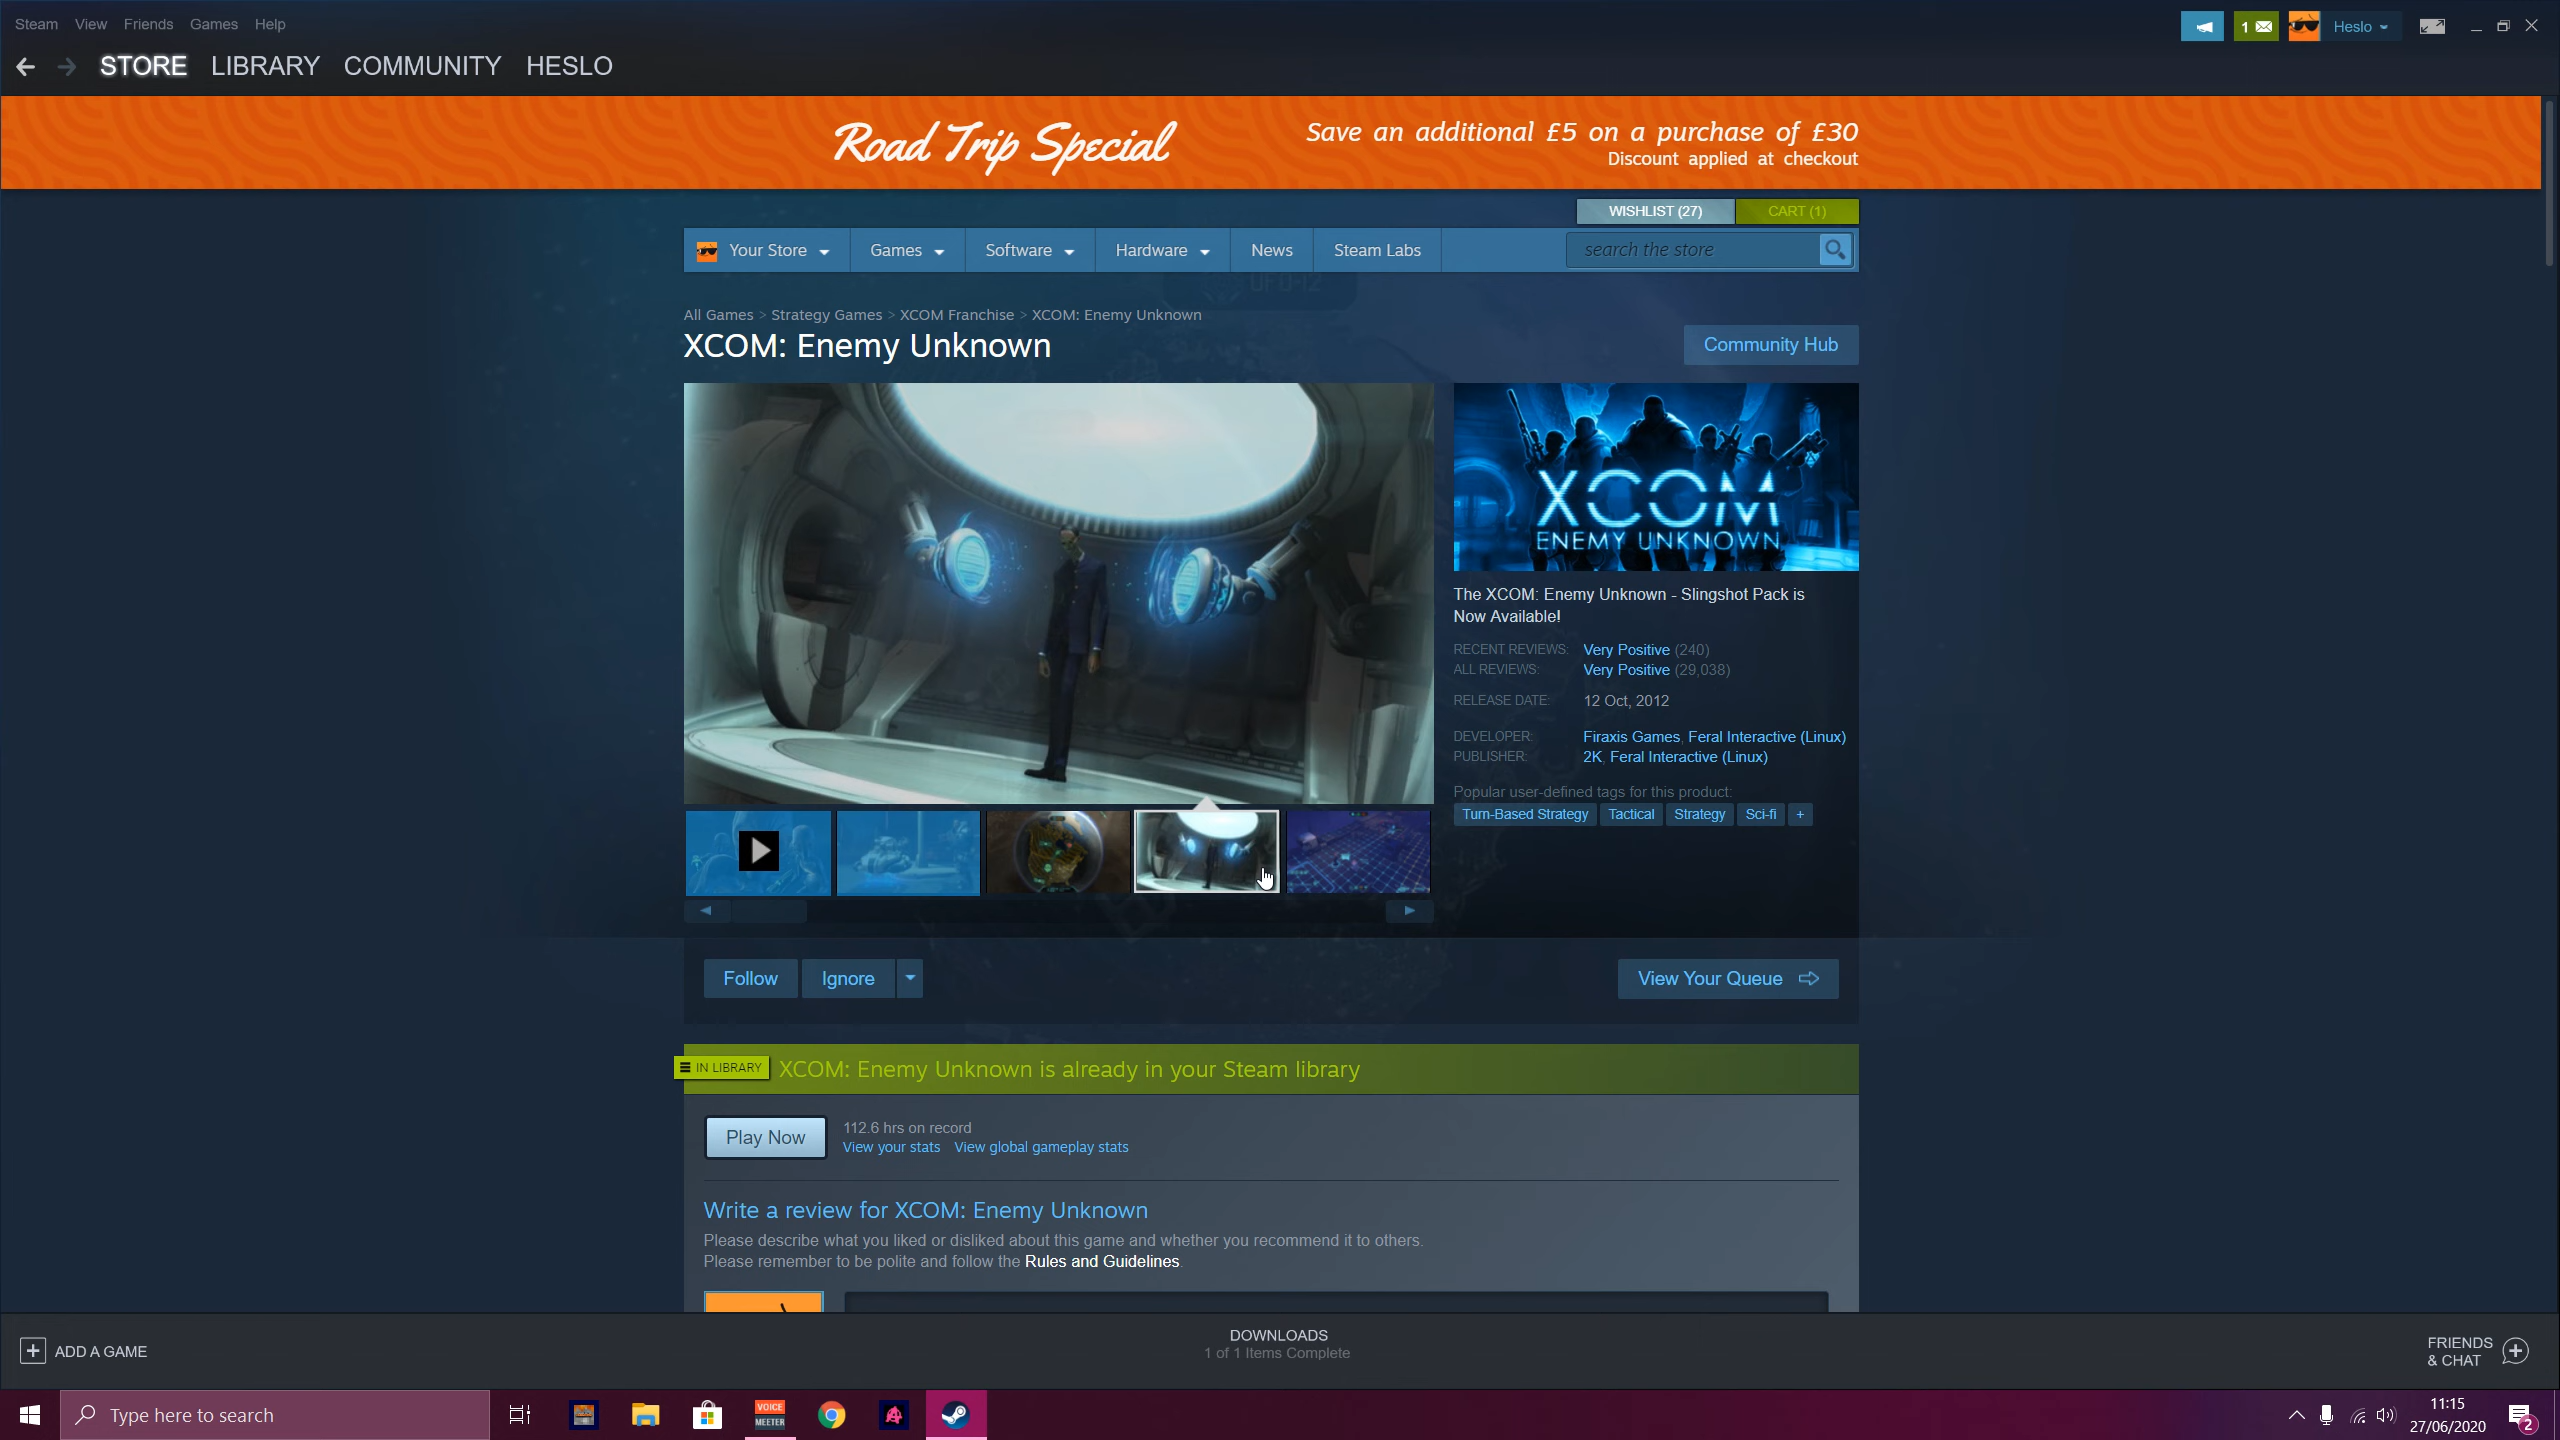 Steam View Friends Games Help
1 Heslo
STORE LIBRARY COMMUNITY HESLO
Road Trip Special
Save an additional £5 on a purchase of £30
Discount applied at checkout
WISHLIST (27) CART (1)
Your Store Games Software Hardware News Steam Labs search the store
UFO-12
All Games > Strategy Games > XCOM Franchise > XCOM: Enemy Unknown
XCOM: Enemy Unknown
Community Hub
XCOM
ENEMY UNKNOWN
The XCOM: Enemy Unknown - Slingshot Pack is
Now Available!
RECENT REVIEWS: Very Positive (240)
ALL REVIEWS: Very Positive (29,038)
RELEASE DATE: 12 Oct, 2012
DEVELOPER: Firaxis Games, Feral Interactive (Linux)
PUBLISHER: 2K, Feral Interactive (Linux)
Popular user-defined tags for this product:
Turn-Based Strategy Tactical Strategy Sci-fi +
Follow Ignore View Your Queue
IN LIBRARY XCOM: Enemy Unknown is already in your Steam library
Play Now
112.6 hrs on record
View your stats View global gameplay stats
Write a review for XCOM: Enemy Unknown
Please describe what you liked or disliked about this game and whether you recommend it to others.
Please remember to be polite and follow the Rules and Guidelines.
ADD A GAME
DOWNLOADS
1 of 1 Items Complete
FRIENDS
& CHAT
Type here to search
VOICE
MEETER
11:15
27/06/2020
2